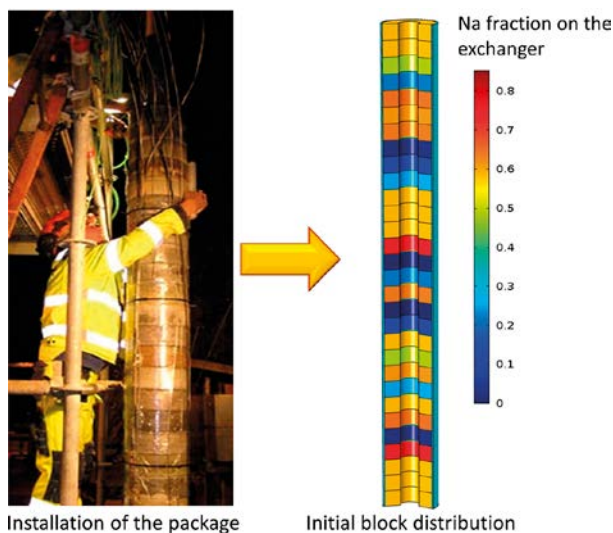 Na fraction on the
exchanger
0.8
0.7
0.6
0.5
0.4
0.3
0.2
0.1
0
Installation of the package
Initial block distribution